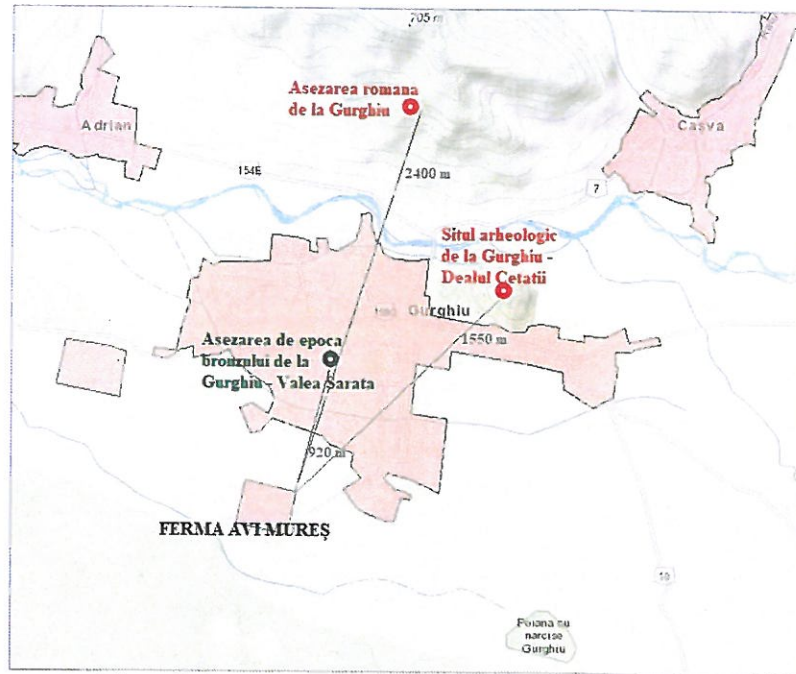 705 m
Asezarea romana
de la Gurghiu
Adrian
Casva
154E
2400 m
7
Situl arheologic
de la Gurghiu -
Dealul Cetatii
Gurghiu
Asezarea de epoca
bronzului de la
Gurghiu - Valea Sarata
1550 m
920 m
FERMA AVI MUREȘ
10
Poiana cu
narcise
Gurghiu